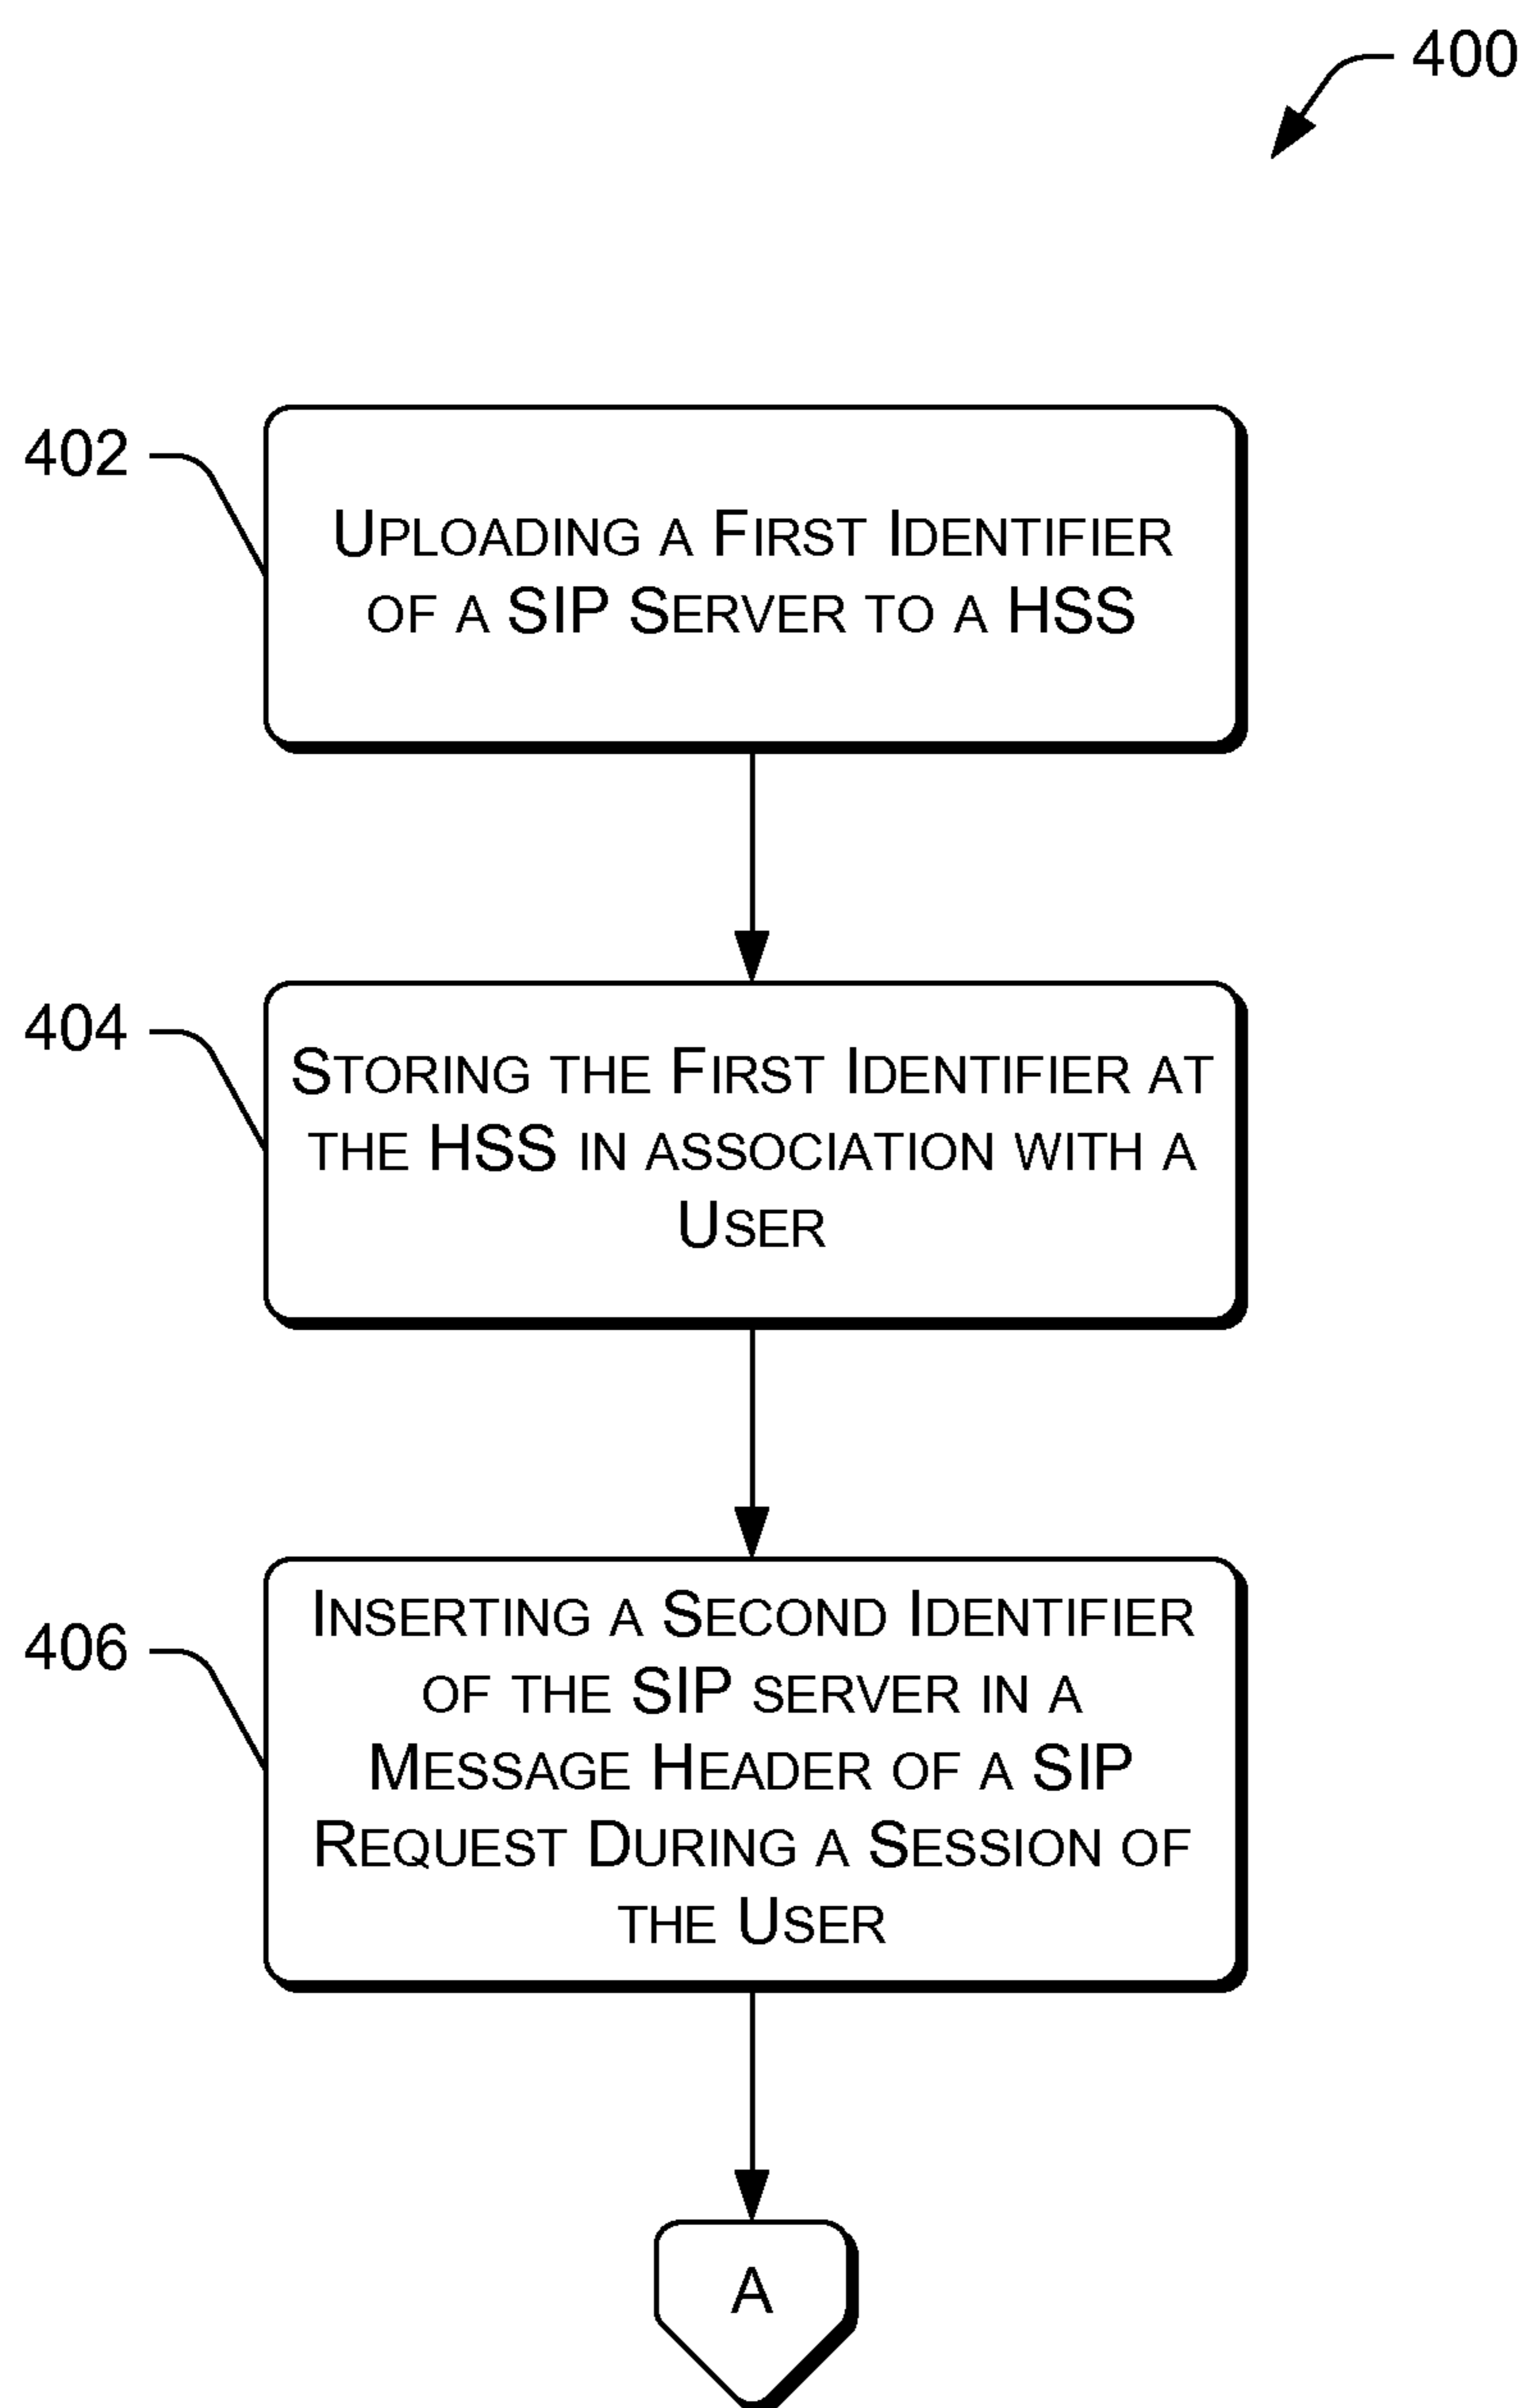 400
402
UPLOADING A FIRST IDENTIFIER
OF A SIP SERVER TO A HSS
404
STORING THE FIRST IDENTIFIER AT
THE HSS IN ASSOCIATION WITH A
USER
406
INSERTING A SECOND IDENTIFIER
OF THE SIP SERVER IN A
MESSAGE HEADER OF A SIP
REQUEST DURING A SESSION OF
THE USER
A